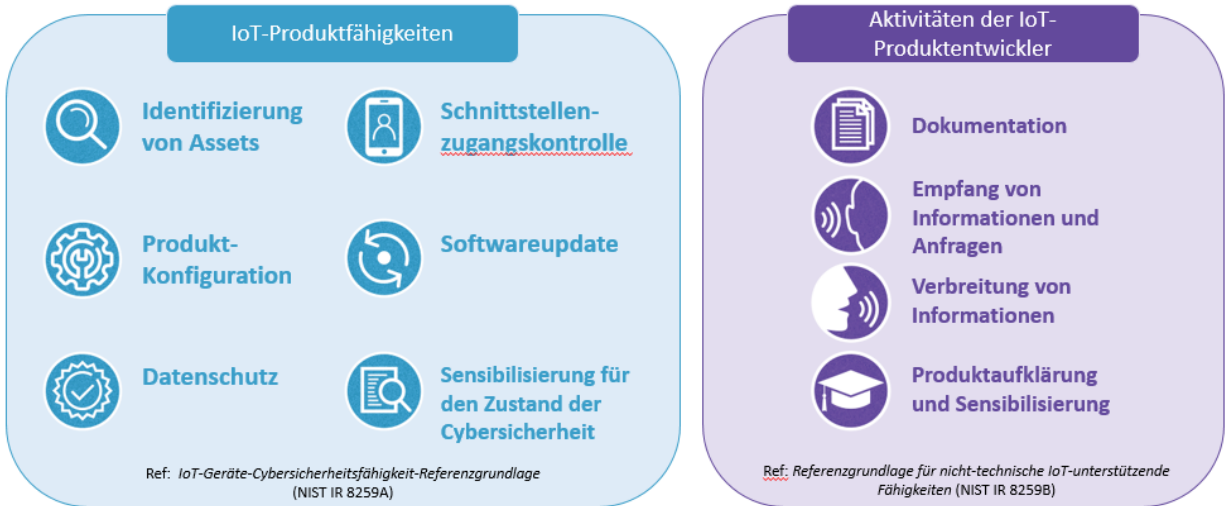 IoT-Produktfähigkeiten
Identifizierung
von Assets
Schnittstellen-
zugangskontrolle
Produkt-
Konfiguration
Softwareupdate
Datenschutz
Sensibilisierung für
den Zustand der
Cybersicherheit
Ref: IoT-Geräte-Cybersicherheitsfähigkeit-Referenzgrundlage
(NIST IR 8259A)
Aktivitäten der IoT-
Produktentwickler
Dokumentation
Empfang von
Informationen und
Anfragen
Verbreitung von
Informationen
Produktaufklärung
und Sensibilisierung
Ref: Referenzgrundlage für nicht-technische IoT-unterstützende
Fähigkeiten (NIST IR 8259B)